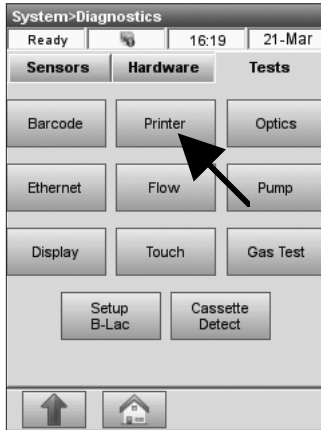 System>Diagnostics
Ready 16:19 21-Mar
Sensors Hardware Tests
Barcode Printer Optics
Ethernet Flow Pump
Display Touch Gas Test
Setup B-Lac Cassette Detect